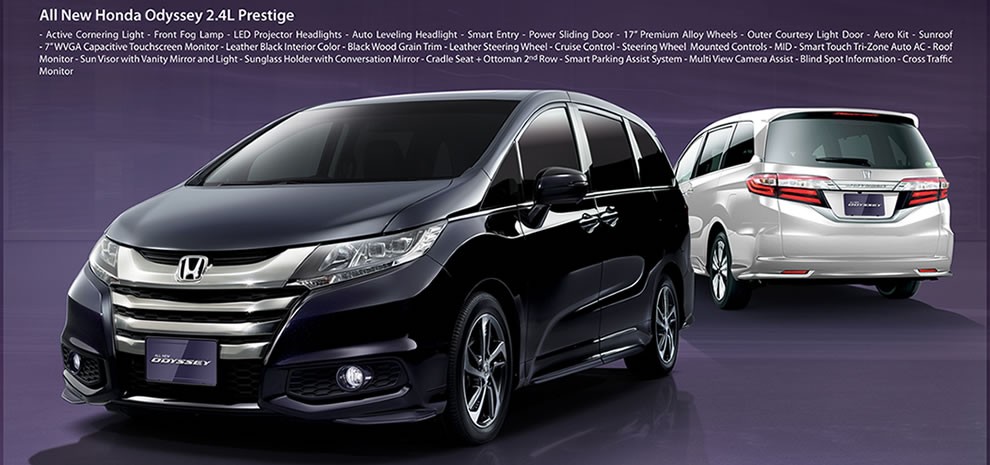 All New Honda Odyssey 2.4L Prestige
- Active Cornering Light - Front Fog Lamp - LED Projector Headlights - Auto Leveling Headlight - Smart Entry - Power Sliding Door - 17" Premium Alloy Wheels - Outer Courtesy Light Door - Aero Kit - Sunroof
- 7" WVGA Capacitive Touchscreen Monitor - Leather Black Interior Color - Black Wood Grain Trim - Leather Steering Wheel - Cruise Control - Steering Wheel Mounted Controls - MID - Smart Touch Tri-Zone Auto AC - Roof
Monitor - Sun Visor with Vanity Mirror and Light - Sunglass Holder with Conversation Mirror - Cradle Seat + Ottoman 2nd Row - Smart Parking Assist System - Multi View Camera Assist - Blind Spot Information - Cross Traffic
Monitor
ALL NEW
ODYSSEY
ODYSSEY